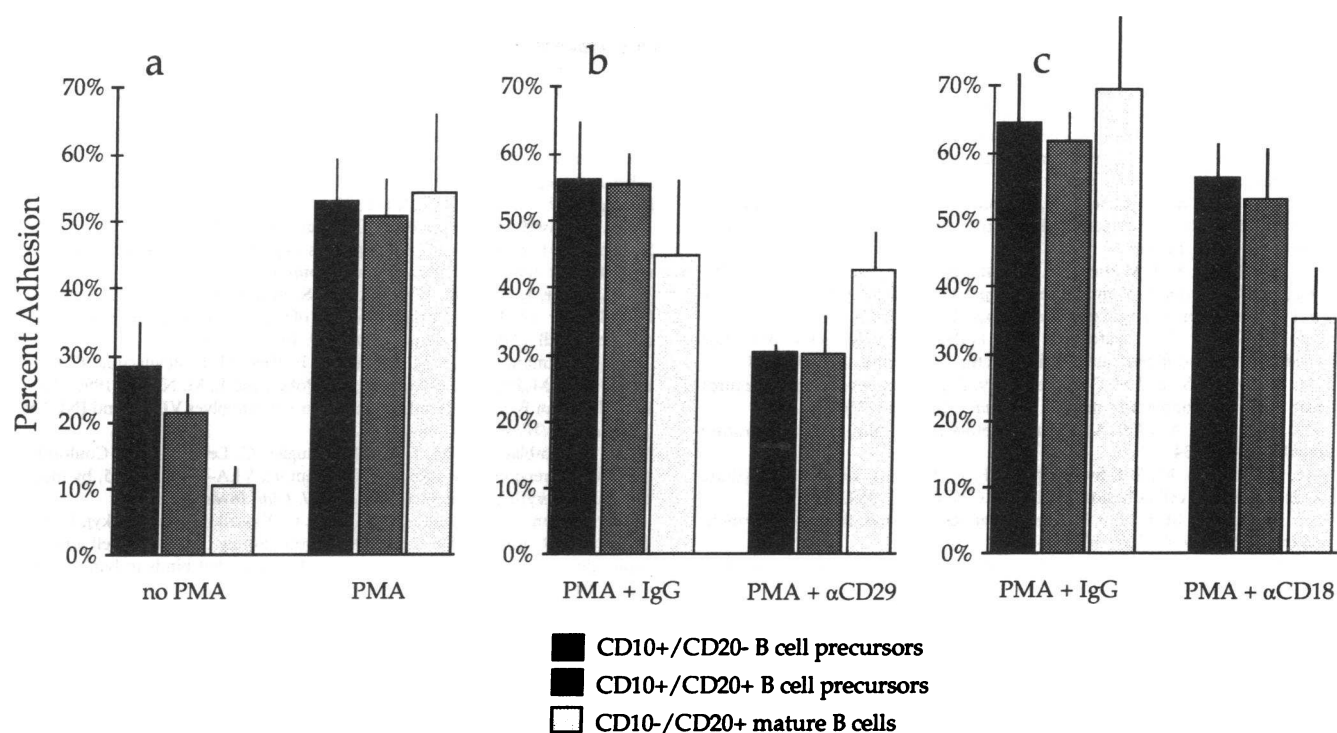 a
b
c
Percent Adhesion
70%
60%
50%
40%
30%
20%
10%
0%
no PMA
PMA
70%
60%
50%
40%
30%
20%
10%
0%
PMA + IgG
PMA + αCD29
70%
60%
50%
40%
30%
20%
10%
0%
PMA + IgG
PMA + αCD18
CD10+/CD20- B cell precursors
CD10+/CD20+ B cell precursors
CD10-/CD20+ mature B cells